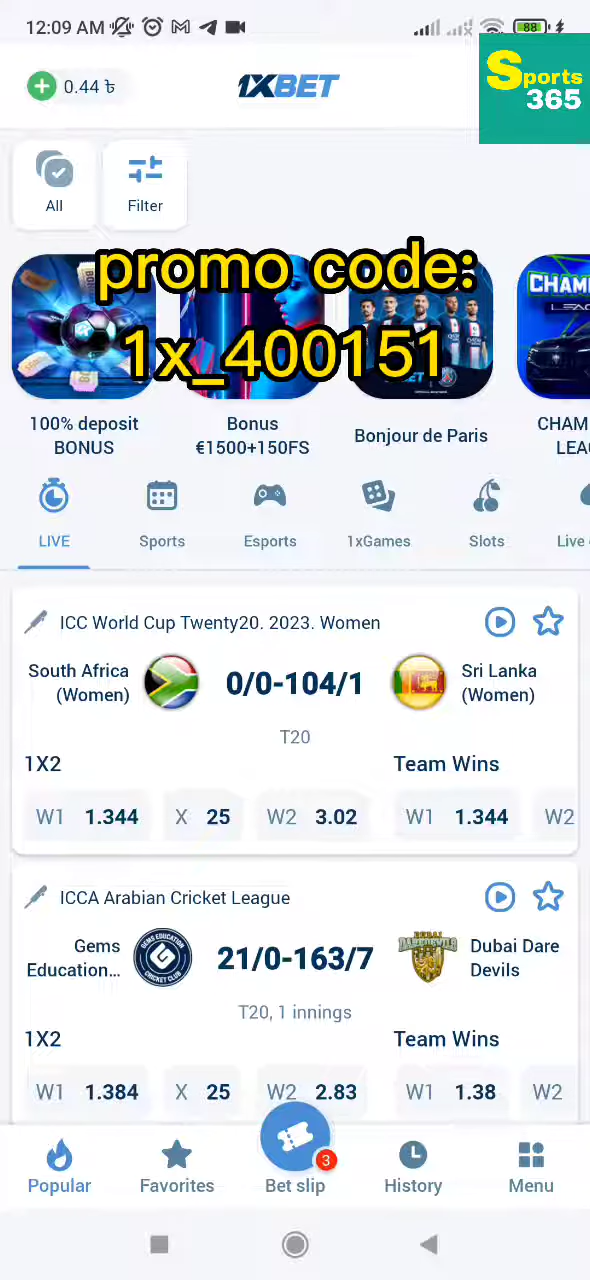 12:09 AM
88
0.44 ৳
1XBET
Sports
365
All
Filter
promo code:
1x_400151
CHAMP
100% deposit
BONUS
Bonus
€1500+150FS
Bonjour de Paris
CHAM
LEA
LIVE
Sports
Esports
1xGames
Slots
Live
ICC World Cup Twenty20. 2023. Women
South Africa
(Women)
0/0-104/1
Sri Lanka
(Women)
T20
1X2
Team Wins
W1 1.344
X 25
W2 3.02
W1 1.344
W2
ICCA Arabian Cricket League
Gems
Education...
21/0-163/7
Dubai Dare
Devils
T20, 1 innings
1X2
Team Wins
W1 1.384
X 25
W2 2.83
W1 1.38
W2
3
Popular
Favorites
Bet slip
History
Menu